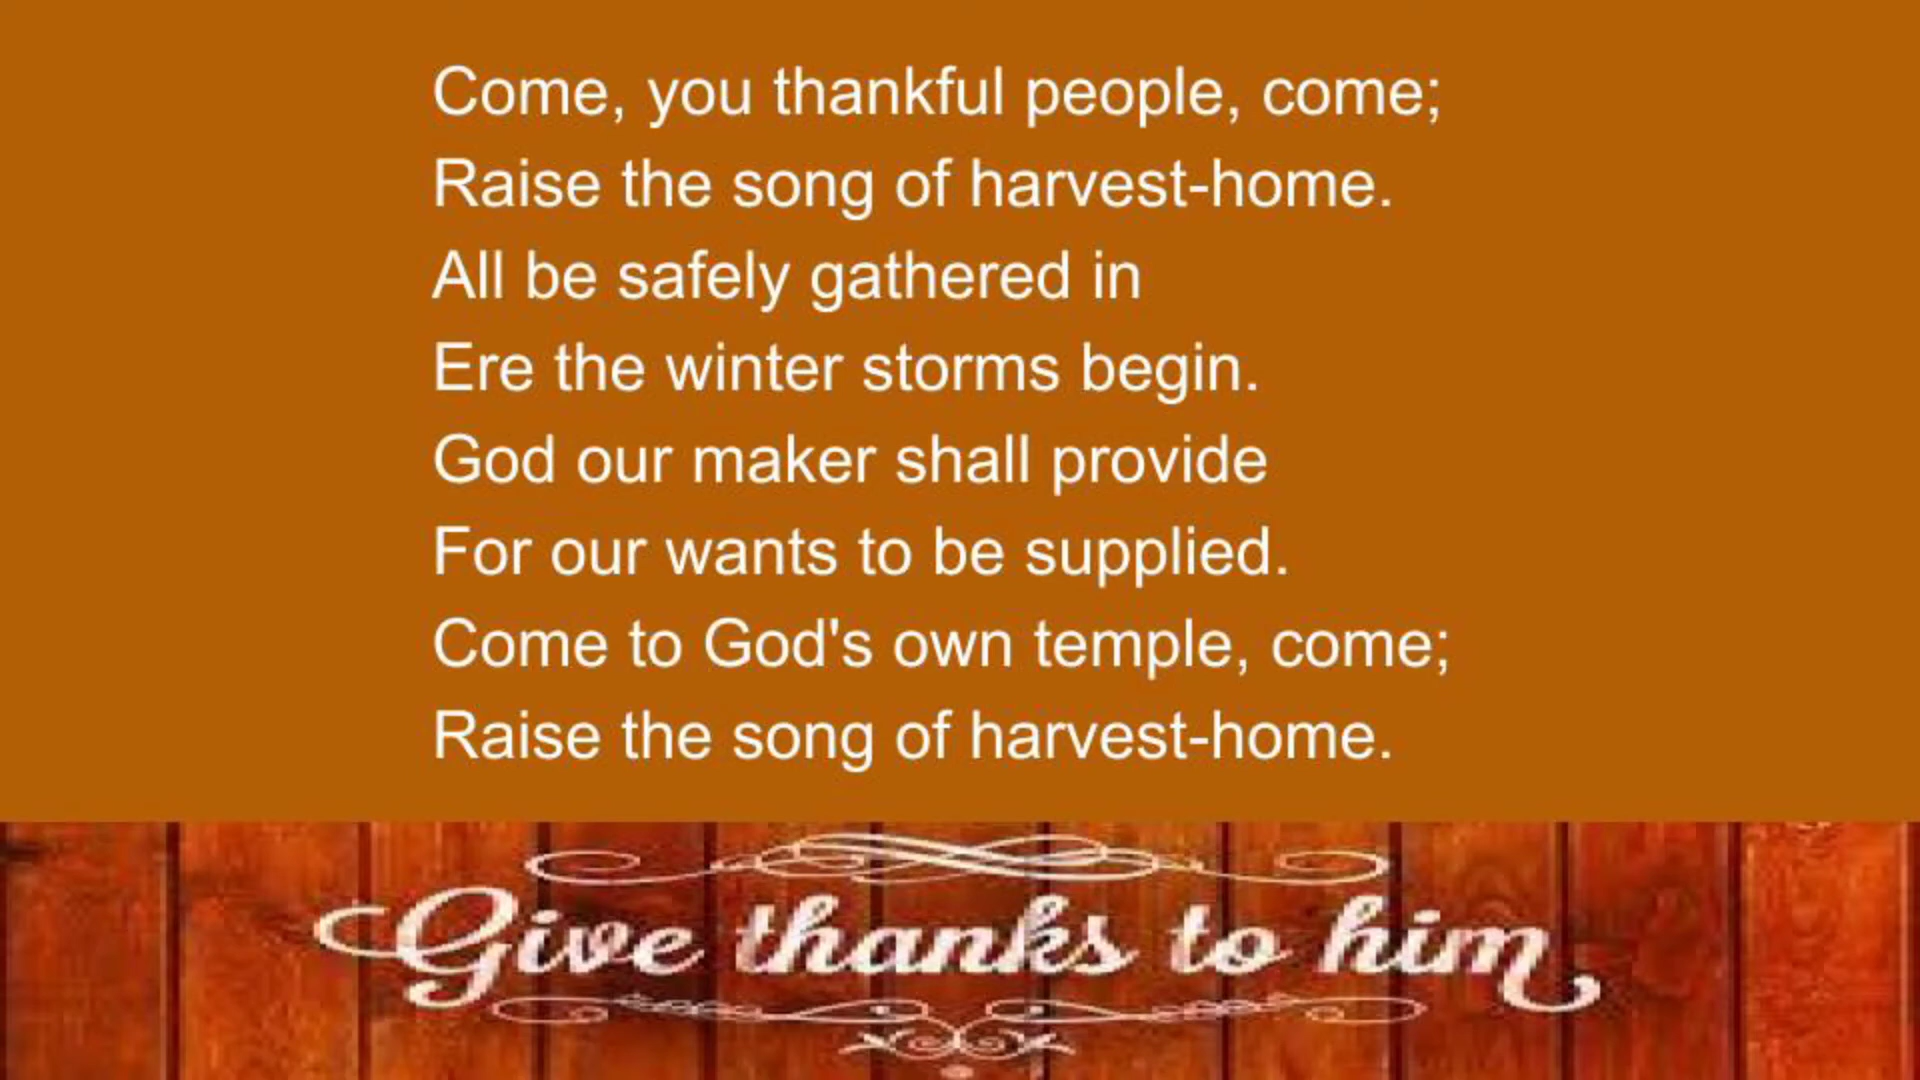 Come, you thankful people, come;
Raise the song of harvest-home.
All be safely gathered in
Ere the winter storms begin.
God our maker shall provide
For our wants to be supplied.
Come to God's own temple, come;
Raise the song of harvest-home.
Give thanks to him